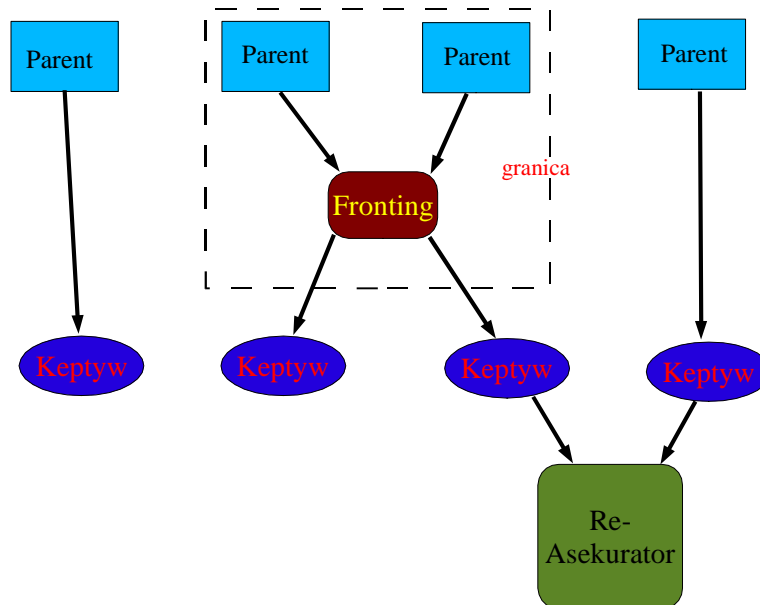 Parent
Parent
Parent
Parent
granica
Fronting
Keptyw
Keptyw
Keptyw
Keptyw
Re-
Asekurator